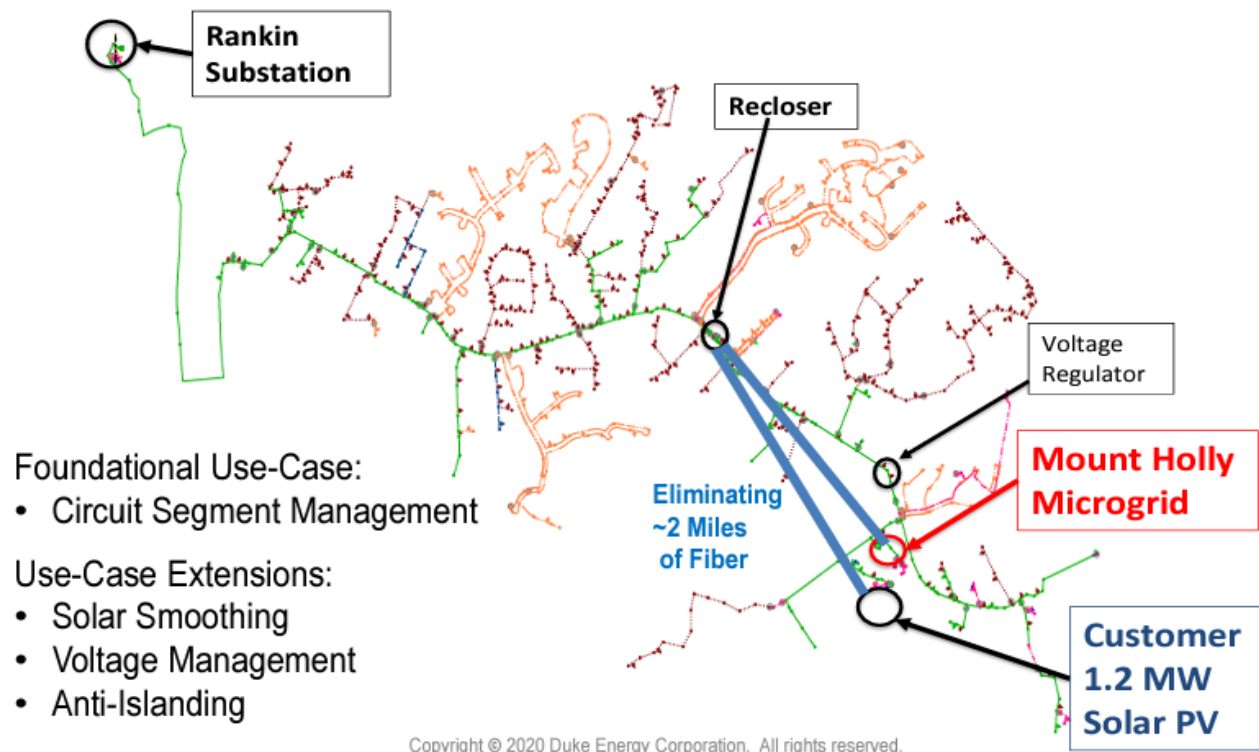 Rankin
Substation
Recloser
Voltage
Regulator
Mount Holly
Microgrid
Eliminating
~2 Miles
of Fiber
Customer
1.2 MW
Solar PV
Foundational Use-Case:
• Circuit Segment Management
Use-Case Extensions:
• Solar Smoothing
• Voltage Management
• Anti-Islanding
Copyright © 2020 Duke Energy Corporation. All rights reserved.